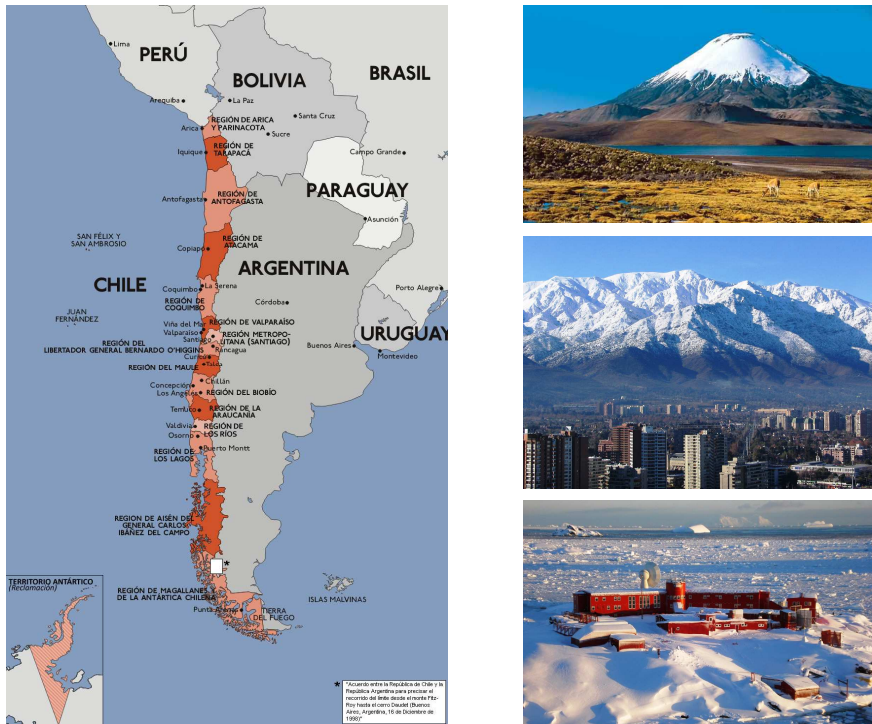 PERÚ
Lima
BOLIVIA
BRASIL
Arequiba
La Paz
Santa Cruz
Sucre
Arica
REGIÓN DE ARICA
Y PARINACOTA
Iquique
REGIÓN DE
TARAPACÁ
Campo Grande
PARAGUAY
Antofagasta
REGIÓN DE
ANTOFAGASTA
Asunción
SAN FÉLIX Y
SAN AMBROSIO
Copiapó
REGIÓN DE
ATACAMA
ARGENTINA
CHILE
La Serena
Coquimbo
REGIÓN DE
COQUIMBO
Córdoba
Porto Alegre
JUAN
FERNÁNDEZ
Viña del Mar
REGIÓN DE VALPARAÍSO
Valparaíso
Santiago
REGIÓN METROPO-
LITANA (SANTIAGO)
URUGUAY
REGIÓN DEL
LIBERTADOR GENERAL BERNARDO O'HIGGINS
Rancagua
Buenos Aires
Montevideo
Curicó
Talca
REGIÓN DEL MAULE
Chillán
Concepción
Los Angeles
REGIÓN DEL BIOBÍO
Temuco
REGIÓN DE LA
ARAUCANÍA
Valdivia
REGIÓN DE
LOS RÍOS
Osorno
Puerto Montt
REGIÓN DE
LOS LAGOS
REGION DE AISÉN DEL
GENERAL CARLOS
IBÁÑEZ DEL CAMPO
*
TERRITORIO ANTÁRTICO
(Reclamación)
REGIÓN DE MAGALLANES
Y DE LA ANTÁRTICA CHILENA
ISLAS MALVINAS
Punta Arenas
TIERRA
DEL FUEGO
* "Acuerdo entre la República de Chile y la
República Argentina para precisar el
recorrido del límite desde el monte Fitz-
Roy hasta el cerro Daudet (Buenos
Aires, Argentina, 16 de Diciembre de
1998)"